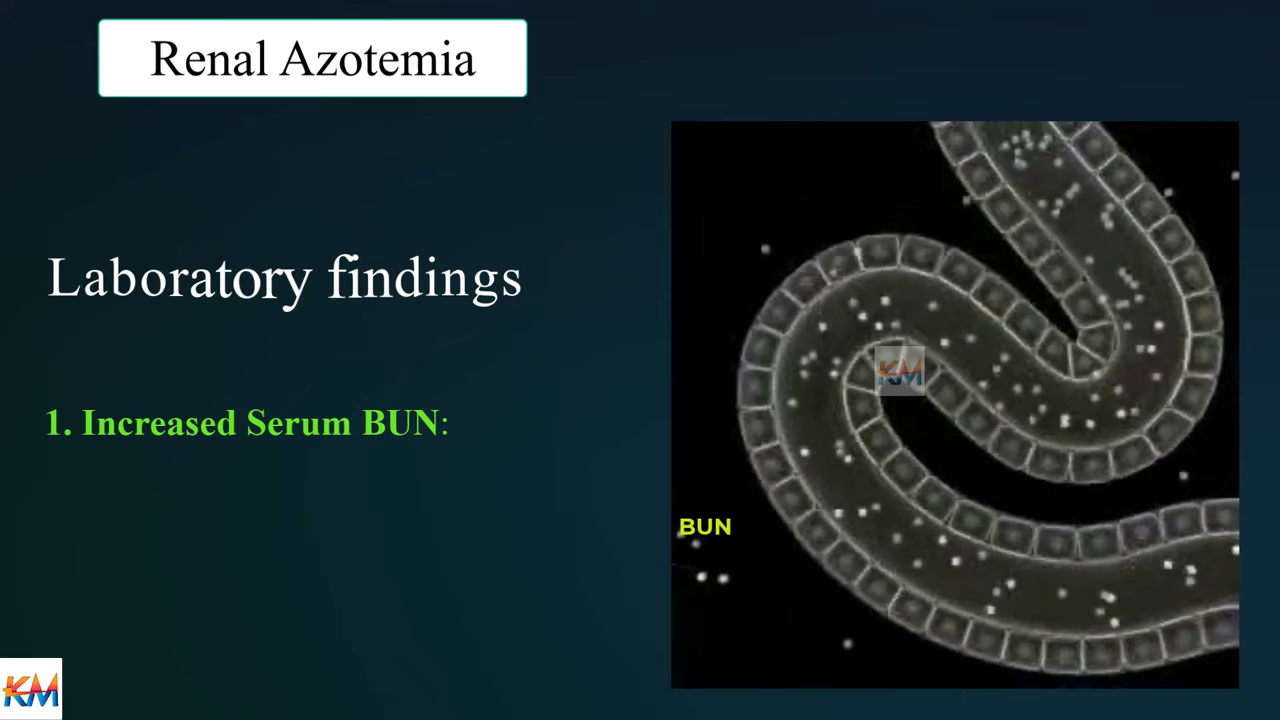 Renal Azotemia
Laboratory findings
1. Increased Serum BUN:
KM
BUN
KM